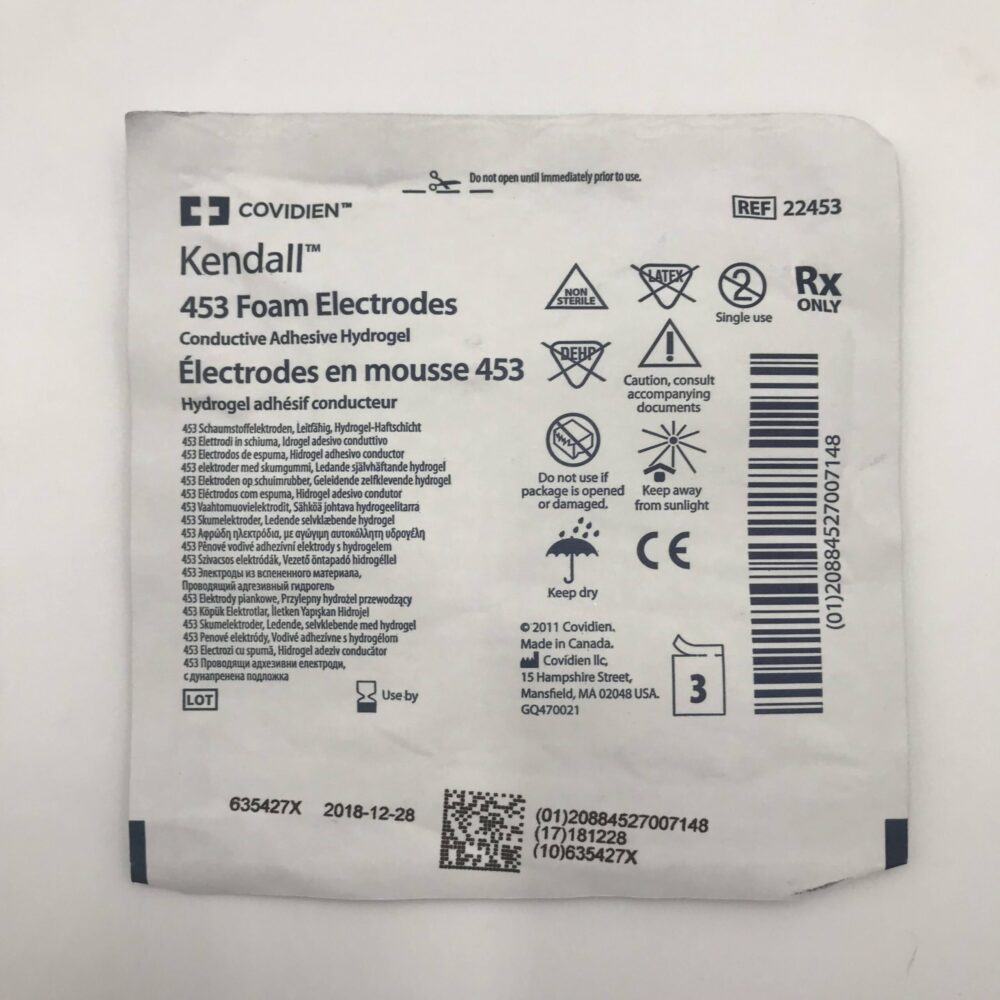 Do not open until immediately prior to use.
COVIDIEN™
REF 22453
Kendall™
453 Foam Electrodes
Conductive Adhesive Hydrogel
Électrodes en mousse 453
Hydrogel adhésif conducteur
453 Schaumstoffelektroden, Leitfähig, Hydrogel-Haftschicht
453 Elettrodi in schiuma, Idrogel adesivo conduttivo
453 Electrodos de espuma, Hidrogel adhesivo conductor
453 elektroder med skumgummi, Ledande självhäftande hydrogel
453 Elektroden op schuimrubber, Geleidende zelfklevende hydrogel
453 Eléctrodos com espuma, Hidrogel adesivo condutor
453 Vaahtomuovielektrodit, Sähköä johtava hydrogeelitarra
453 Skumelektroder, Ledende selvklæbende hydrogel
453 Αφρώδη ηλεκτρόδια, με αγώγιμη αυτοκόλλητη υδρογέλη
453 Pěnové vodivé adhezivní elektrody s hydrogelem
453 Szivacsos elektródák, Vezető öntapadó hidrogéllel
453 Электроды из вспененного материала,
Проводящий адгезивный гидрогель
453 Elektrody piankowe, Przylepny hydrożel przewodzący
453 Köpük Elektrotlar, İletken Yapışkan Hidrojel
453 Skumelektroder, Ledende, selvklebende med hydrogel
453 Penové elektródy, Vodivé adhezívne s hydrogélom
453 Electrozi cu spumă, Hidrogel adeziv conducător
453 Проводящи адхезивни електроди,
с дунапренена подложка
LOT
Use by
NON
STERILE
LATEX
2
Single use
Rx
ONLY
DEHP
!
Caution, consult
accompanying
documents
Do not use if
package is opened
or damaged.
Keep away
from sunlight
Keep dry
CE
© 2011 Covidien.
Made in Canada.
Covidien llc,
15 Hampshire Street,
Mansfield, MA 02048 USA.
GQ470021
3
(01)20884527007148
635427X 2018-12-28
(01)20884527007148
(17)181228
(10)635427X